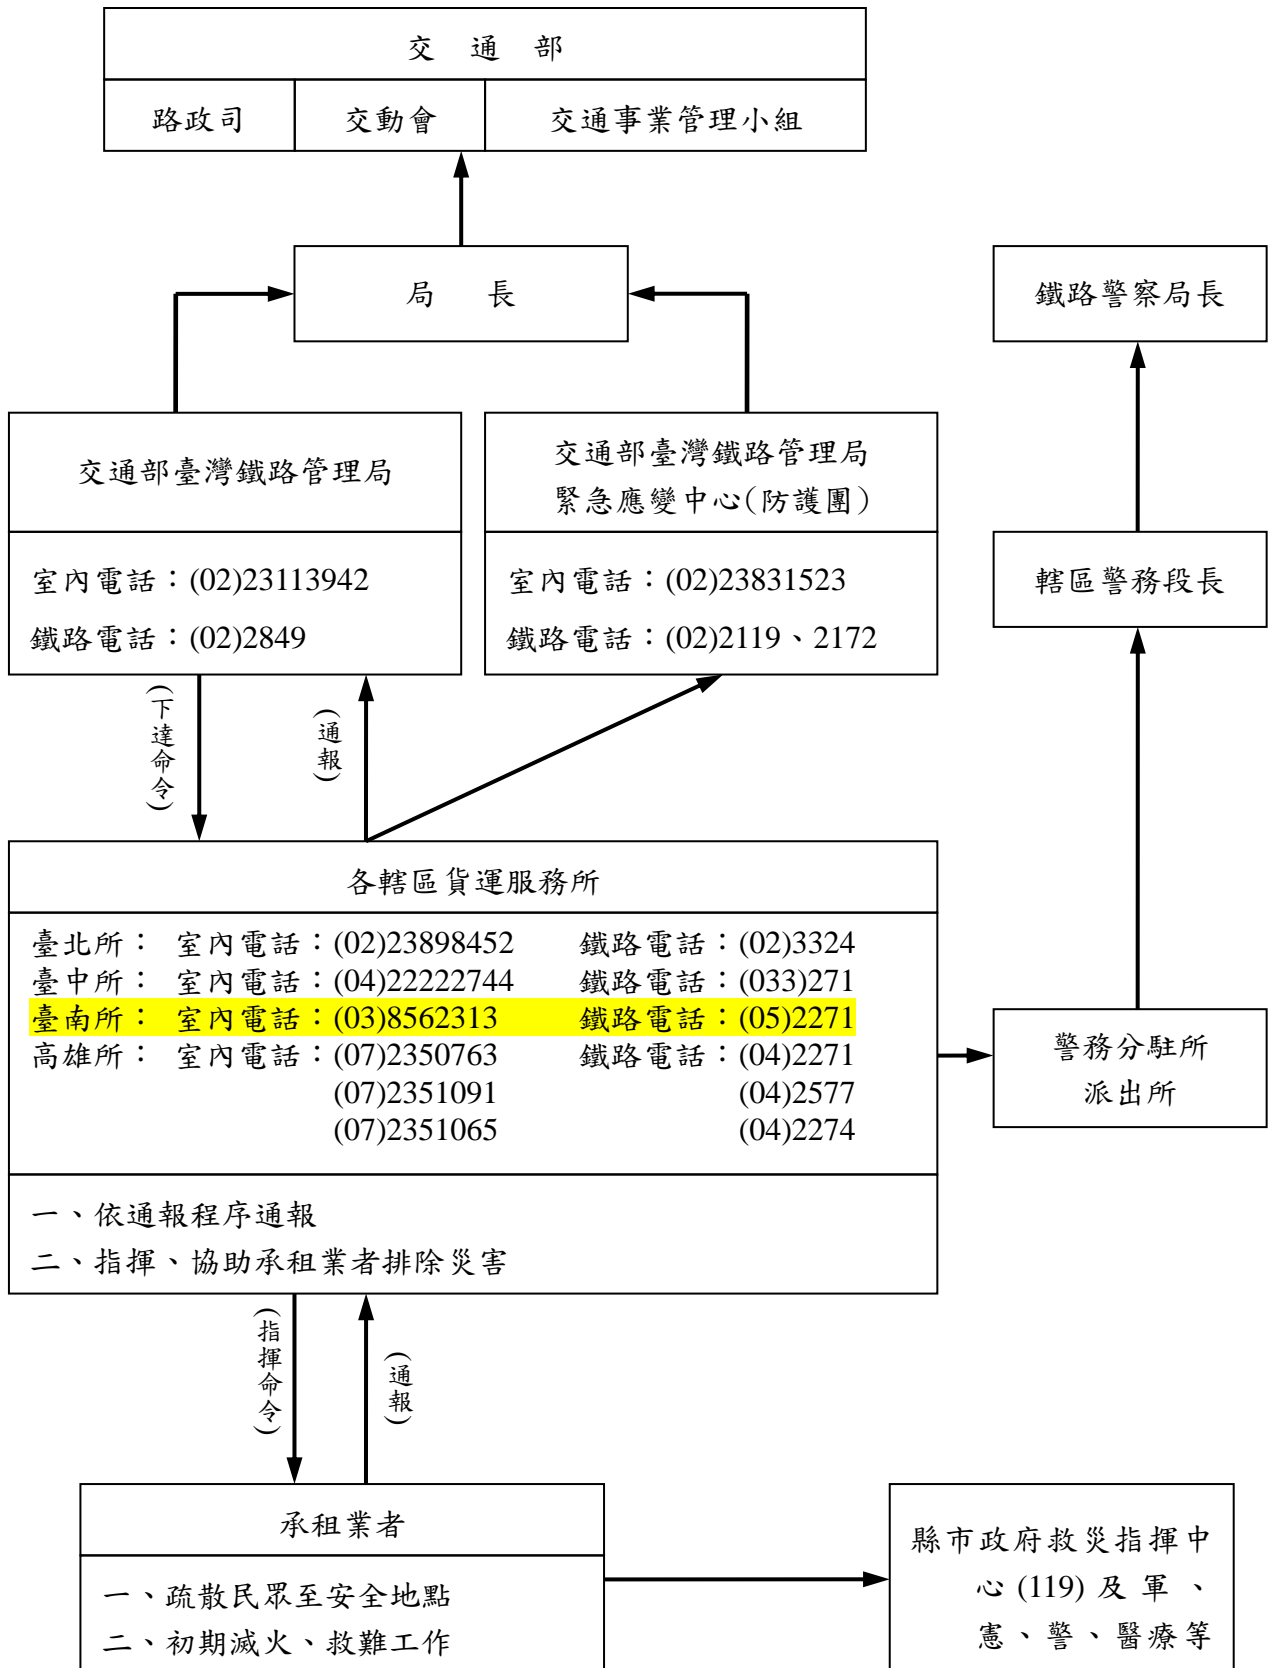 交 通 部
路政司 交動會 交通事業管理小組
局 長
鐵路警察局長
交通部臺灣鐵路管理局
室內電話：(02)23113942
鐵路電話：(02)2849
交通部臺灣鐵路管理局
緊急應變中心(防護團)
室內電話：(02)23831523
鐵路電話：(02)2119、2172
轄區警務段長
(下達命令)
(通報)
各轄區貨運服務所
臺北所： 室內電話：(02)23898452 鐵路電話：(02)3324
臺中所： 室內電話：(04)22222744 鐵路電話：(033)271
臺南所： 室內電話：(03)8562313 鐵路電話：(05)2271
高雄所： 室內電話：(07)2350763 鐵路電話：(04)2271
(07)2351091 (04)2577
(07)2351065 (04)2274
一、依通報程序通報
二、指揮、協助承租業者排除災害
警務分駐所
派出所
(指揮命令)
(通報)
承租業者
一、疏散民眾至安全地點
二、初期滅火、救難工作
縣市政府救災指揮中
心(119)及軍、
憲、警、醫療等